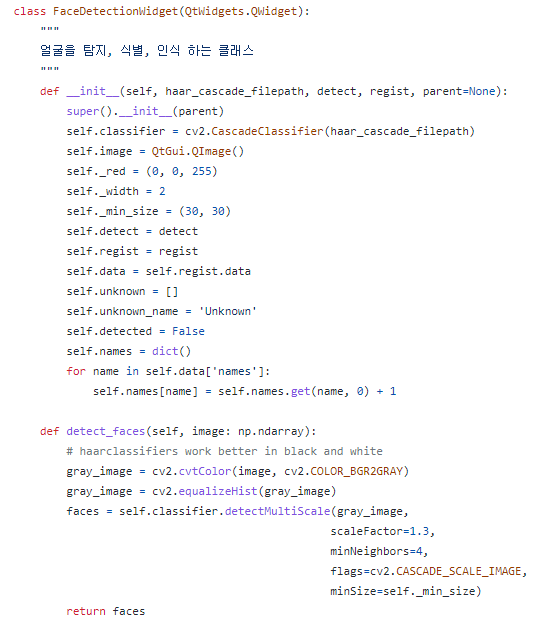 class FaceDetectionWidget(QtWidgets.QWidget):
    """
    얼굴을 탐지, 식별, 인식 하는 클래스
    """
    def __init__(self, haar_cascade_filepath, detect, regist, parent=None):
        super().__init__(parent)
        self.classifier = cv2.CascadeClassifier(haar_cascade_filepath)
        self.image = QtGui.QImage()
        self._red = (0, 0, 255)
        self._width = 2
        self._min_size = (30, 30)
        self.detect = detect
        self.regist = regist
        self.data = self.regist.data
        self.unknown = []
        self.unknown_name = 'Unknown'
        self.detected = False
        self.names = dict()
        for name in self.data['names']:
            self.names[name] = self.names.get(name, 0) + 1

    def detect_faces(self, image: np.ndarray):
        # haarclassifiers work better in black and white
        gray_image = cv2.cvtColor(image, cv2.COLOR_BGR2GRAY)
        gray_image = cv2.equalizeHist(gray_image)
        faces = self.classifier.detectMultiScale(gray_image,
                                                 scaleFactor=1.3,
                                                 minNeighbors=4,
                                                 flags=cv2.CASCADE_SCALE_IMAGE,
                                                 minSize=self._min_size)
        return faces